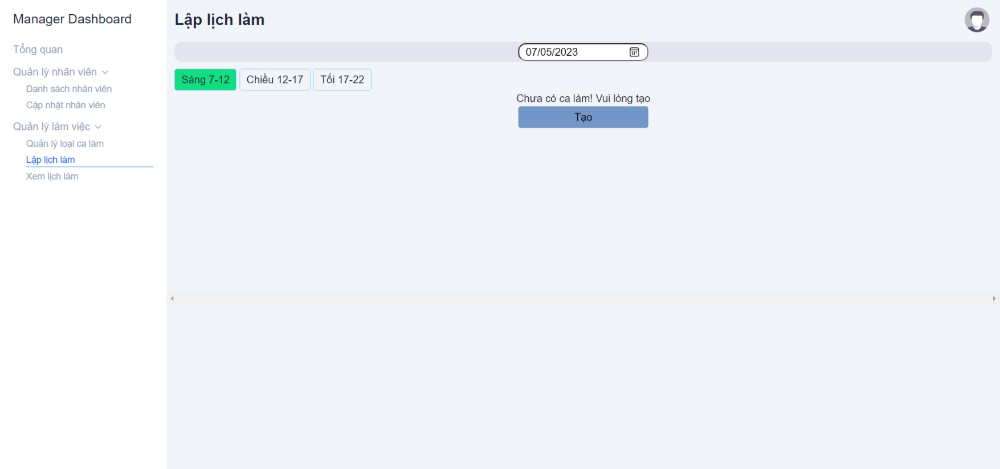 Manager Dashboard
Tổng quan
Quản lý nhân viên
Danh sách nhân viên
Cập nhật nhân viên
Quản lý làm việc
Quản lý loại ca làm
Lập lịch làm
Xem lịch làm
Lập lịch làm
07/05/2023
Sáng 7-12 Chiều 12-17 Tối 17-22
Chưa có ca làm! Vui lòng tạo
Tạo